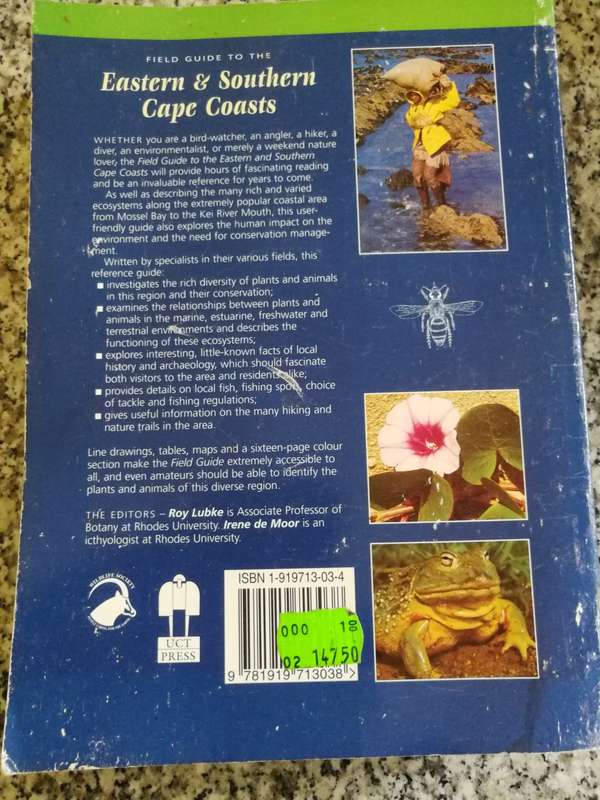 FIELD GUIDE TO THE
Eastern & Southern
Cape Coasts
WHETHER you are a bird-watcher, an angler, a hiker, a
diver, an environmentalist, or merely a weekend nature
lover, the Field Guide to the Eastern and Southern
Cape Coasts will provide hours of fascinating reading
and be an invaluable reference for years to come.
As well as describing the many rich and varied
ecosystems along the extremely popular coastal area
from Mossel Bay to the Kei River Mouth, this user-
friendly guide also explores the human impact on the
environment and the need for conservation manage-
ment.
Written by specialists in their various fields, this
reference guide:
■ investigates the rich diversity of plants and animals
in this region and their conservation;
■ examines the relationships between plants and
animals in the marine, estuarine, freshwater and
terrestrial environments and describes the
functioning of these ecosystems;
■ explores interesting, little-known facts of local
history and archaeology, which should fascinate
both visitors to the area and residents alike;
■ provides details on local fish, fishing spots, choice
of tackle and fishing regulations;
■ gives useful information on the many hiking and
nature trails in the area.
Line drawings, tables, maps and a sixteen-page colour
section make the Field Guide extremely accessible to
all, and even amateurs should be able to identify the
plants and animals of this diverse region.
THE EDITORS – Roy Lubke is Associate Professor of
Botany at Rhodes University. Irene de Moor is an
icthyologist at Rhodes University.
WILDLIFE SOCIETY
UCT
PRESS
ISBN 1-919713-03-4
000 100
02 14750
9 781919 713038 >